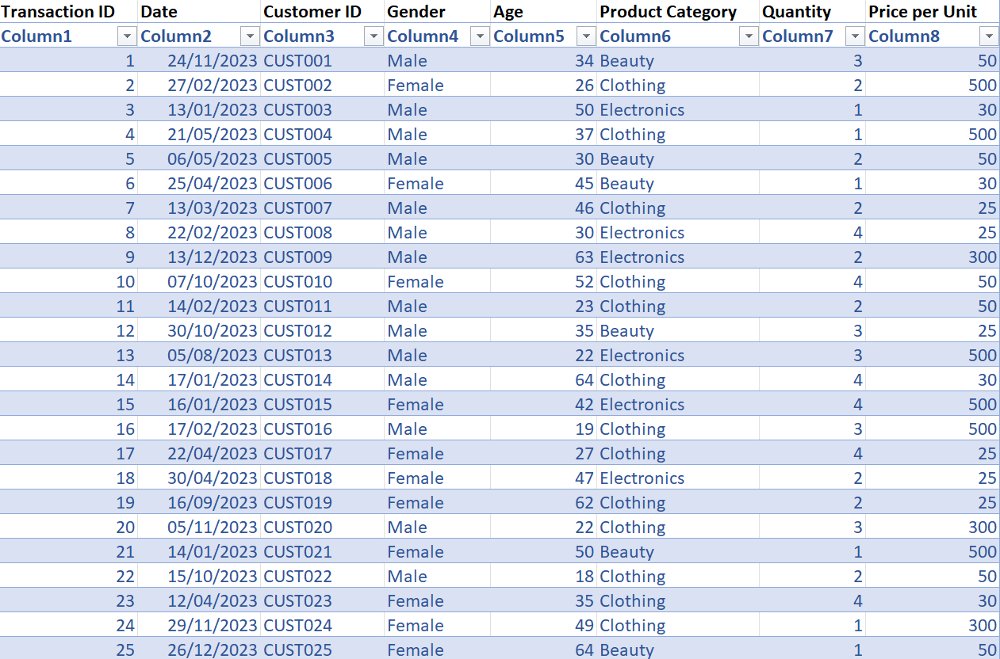 Transaction ID Date Customer ID Gender Age Product Category Quantity Price per Unit
Column1 Column2 Column3 Column4 Column5 Column6 Column7 Column8
1 24/11/2023 CUST001 Male 34 Beauty 3 50
2 27/02/2023 CUST002 Female 26 Clothing 2 500
3 13/01/2023 CUST003 Male 50 Electronics 1 30
4 21/05/2023 CUST004 Male 37 Clothing 1 500
5 06/05/2023 CUST005 Male 30 Beauty 2 50
6 25/04/2023 CUST006 Female 45 Beauty 1 30
7 13/03/2023 CUST007 Male 46 Clothing 2 25
8 22/02/2023 CUST008 Male 30 Electronics 4 25
9 13/12/2023 CUST009 Male 63 Electronics 2 300
10 07/10/2023 CUST010 Female 52 Clothing 4 50
11 14/02/2023 CUST011 Male 23 Clothing 2 50
12 30/10/2023 CUST012 Male 35 Beauty 3 25
13 05/08/2023 CUST013 Male 22 Electronics 3 500
14 17/01/2023 CUST014 Male 64 Clothing 4 30
15 16/01/2023 CUST015 Female 42 Electronics 4 500
16 17/02/2023 CUST016 Male 19 Clothing 3 500
17 22/04/2023 CUST017 Female 27 Clothing 4 25
18 30/04/2023 CUST018 Female 47 Electronics 2 25
19 16/09/2023 CUST019 Female 62 Clothing 2 25
20 05/11/2023 CUST020 Male 22 Clothing 3 300
21 14/01/2023 CUST021 Female 50 Beauty 1 500
22 15/10/2023 CUST022 Male 18 Clothing 2 50
23 12/04/2023 CUST023 Female 35 Clothing 4 30
24 29/11/2023 CUST024 Female 49 Clothing 1 300
25 26/12/2023 CUST025 Female 64 Beauty 1 50